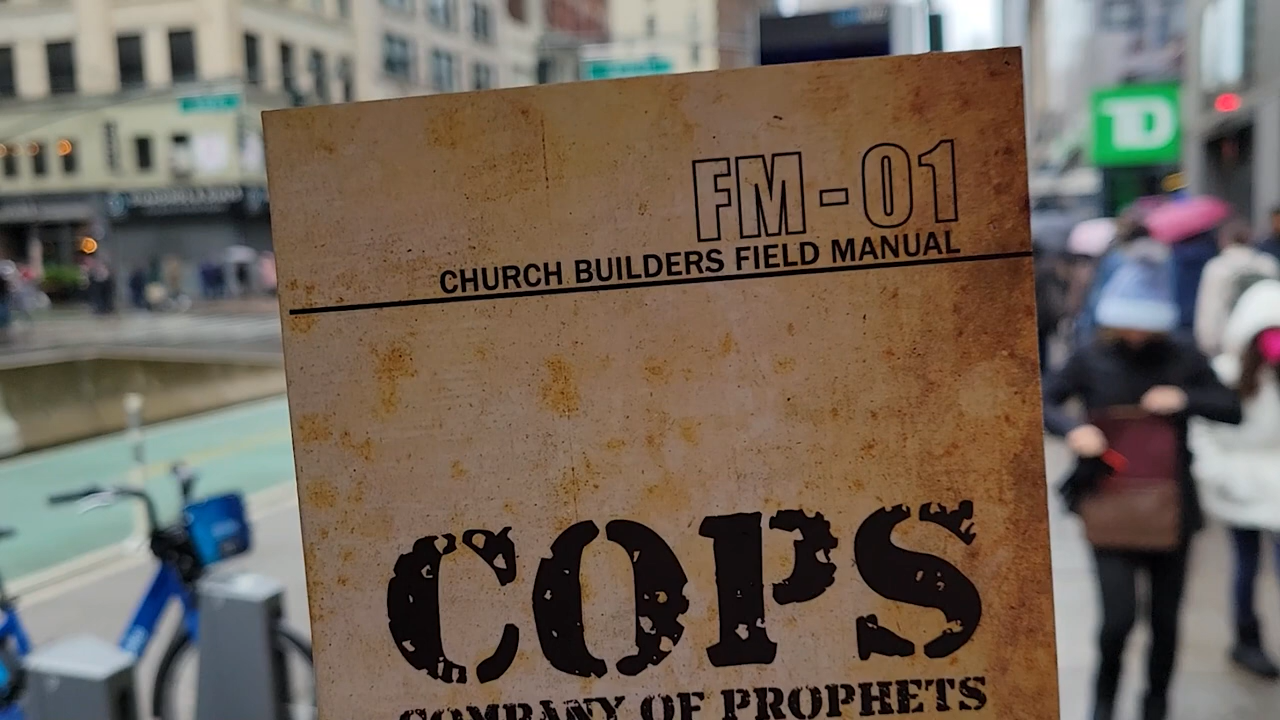 FM-01
CHURCH BUILDERS FIELD MANUAL
COPS
COMPANY OF PROPHETS
TD